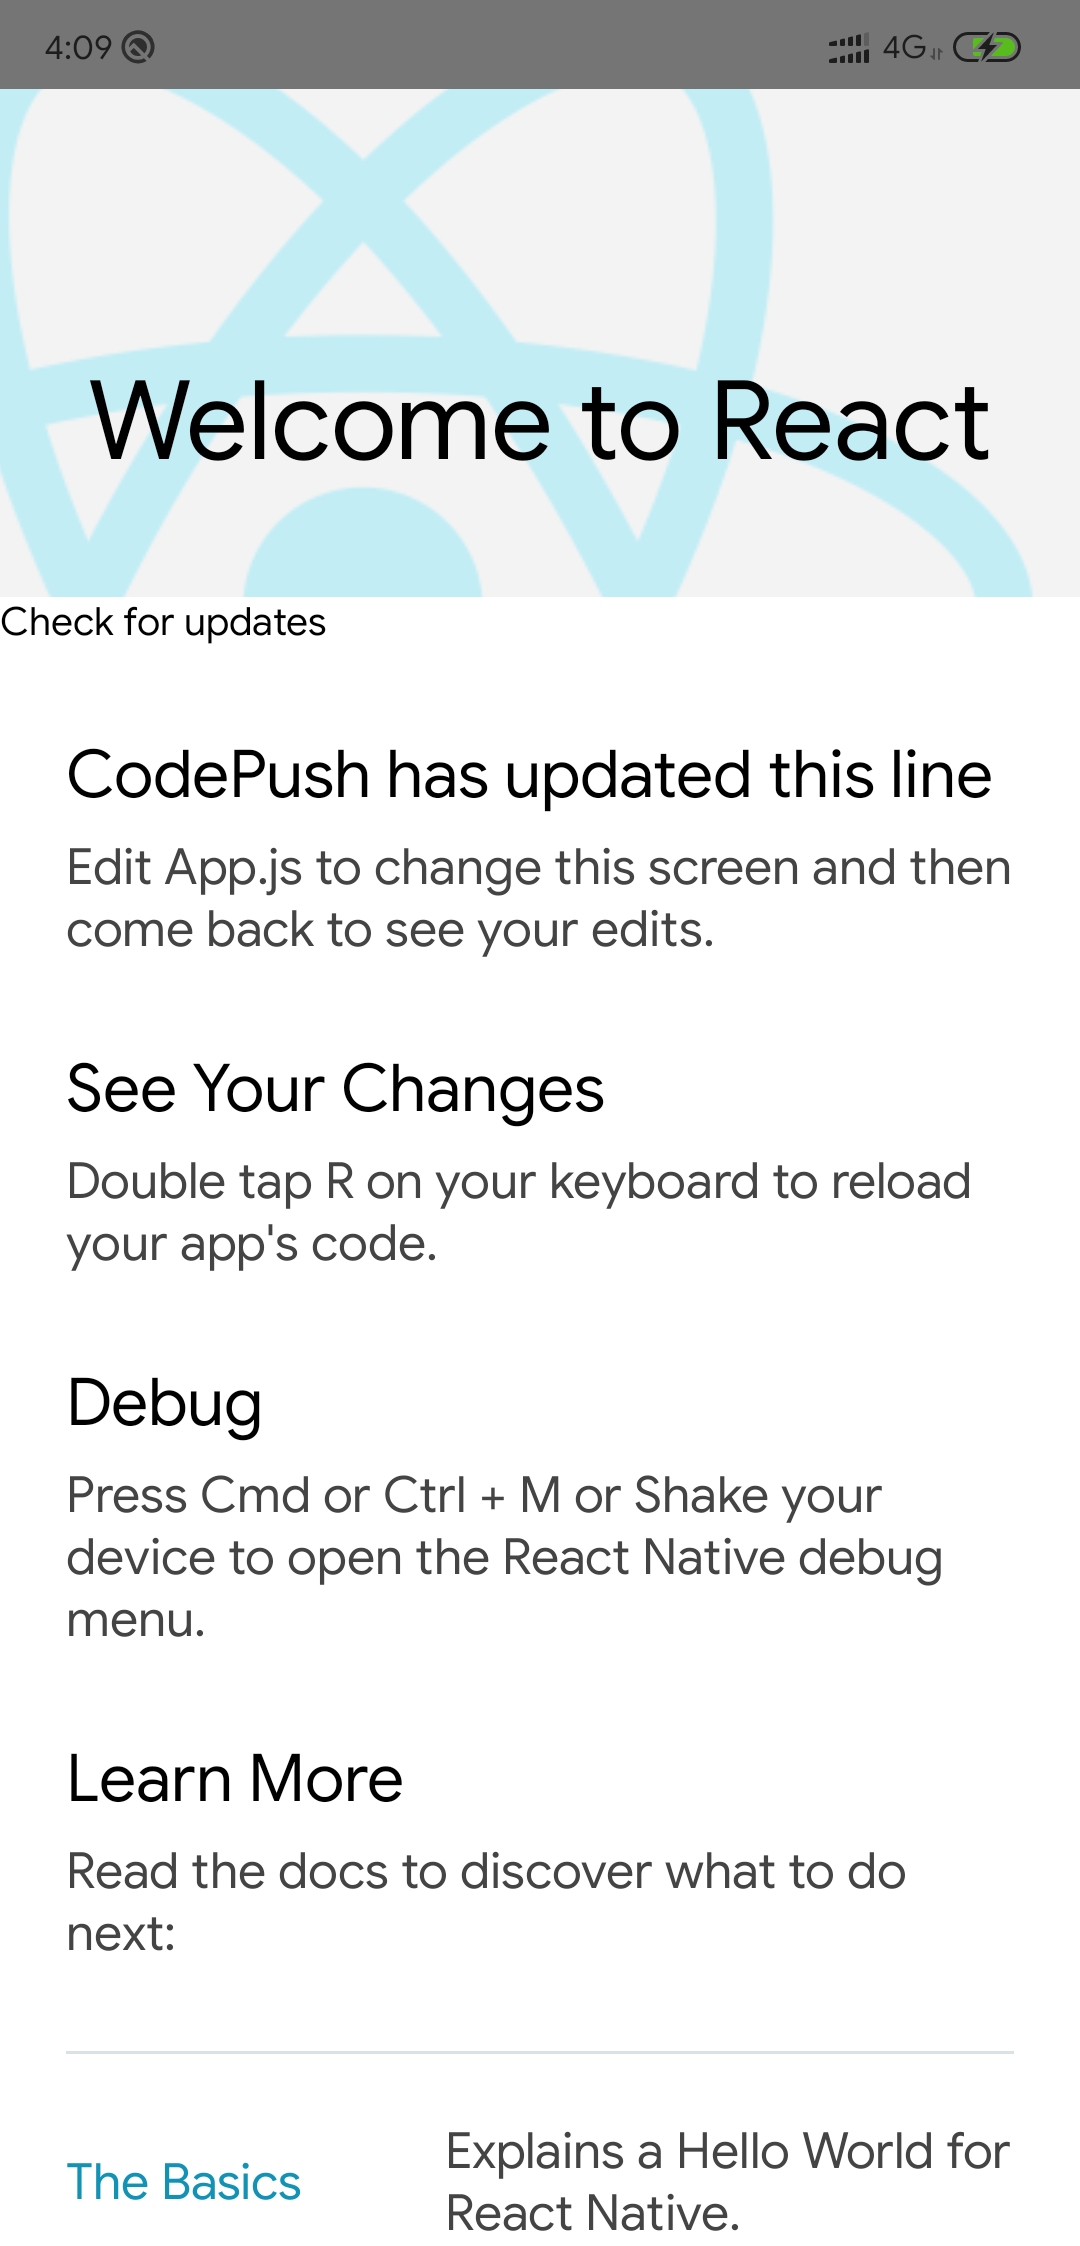 4:09 4G
Welcome to React
Check for updates
CodePush has updated this line
Edit App.js to change this screen and then
come back to see your edits.
See Your Changes
Double tap R on your keyboard to reload
your app's code.
Debug
Press Cmd or Ctrl + M or Shake your
device to open the React Native debug
menu.
Learn More
Read the docs to discover what to do
next:
The Basics
Explains a Hello World for
React Native.